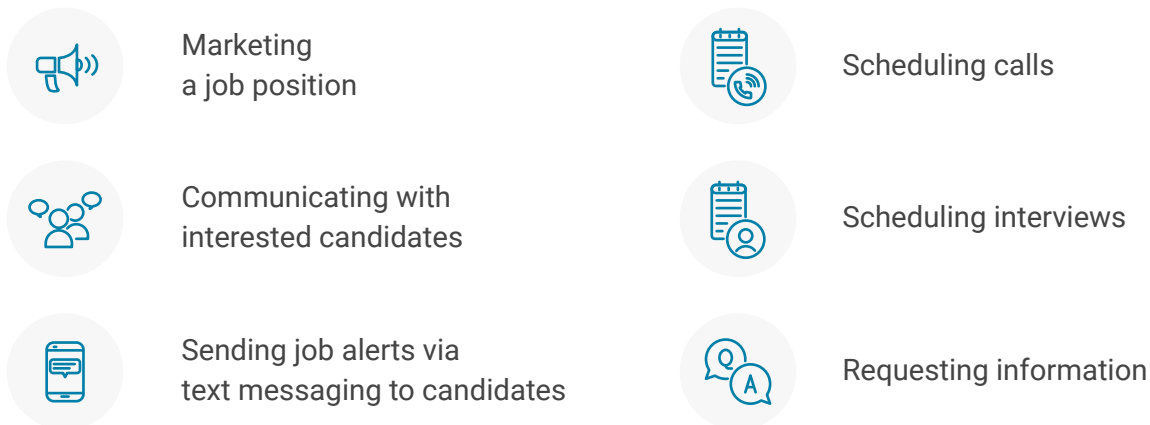 Marketing
a job position
Scheduling calls
Communicating with
interested candidates
Scheduling interviews
Sending job alerts via
text messaging to candidates
Requesting information
Q
A